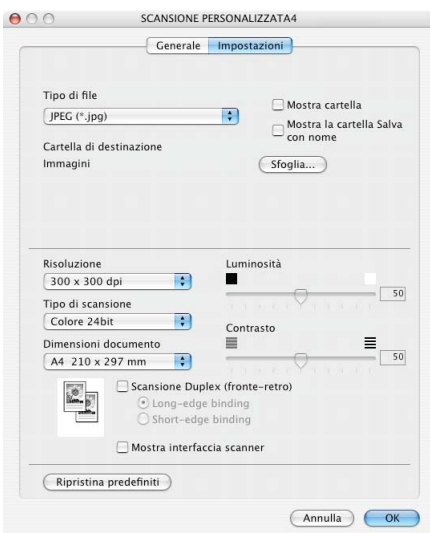 SCANSIONE PERSONALIZZATA4
Generale Impostazioni
Tipo di file
JPEG (*.jpg)
Mostra cartella
Mostra la cartella Salva
con nome
Cartella di destinazione
Immagini
Sfoglia...
Risoluzione
300 x 300 dpi
Tipo di scansione
Colore 24bit
Dimensioni documento
A4 210 x 297 mm
Luminosità
50
Contrasto
50
Scansione Duplex (fronte-retro)
Long-edge binding
Short-edge binding
Mostra interfaccia scanner
Ripristina predefiniti
Annulla OK